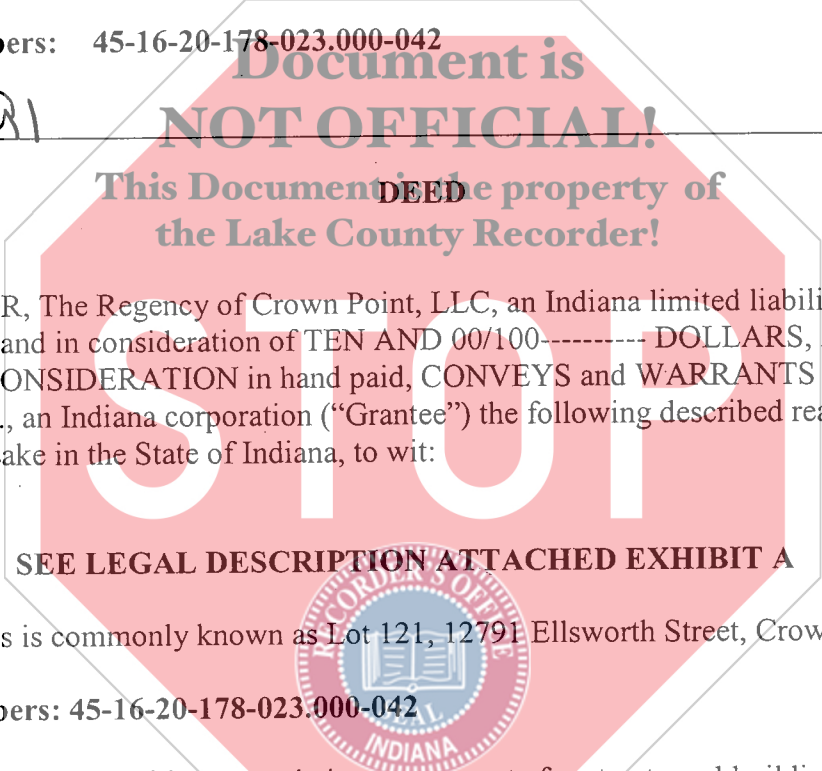 ers: 45-16-20-178-023.000-042
Document is
NOT OFFICIAL!
This Document is the property of
the Lake County Recorder!
DEED
R, The Regency of Crown Point, LLC, an Indiana limited liabili
and in consideration of TEN AND 00/100---------- DOLLARS,
ONSIDERATION in hand paid, CONVEYS and WARRANTS
., an Indiana corporation (“Grantee”) the following described rea
ake in the State of Indiana, to wit:
STOP
SEE LEGAL DESCRIPTION ATTACHED EXHIBIT A
RECORDER'S OFFICE
s is commonly known as Lot 121, 12791 Ellsworth Street, Crow
bers: 45-16-20-178-023.000-042
SEAL
INDIANA